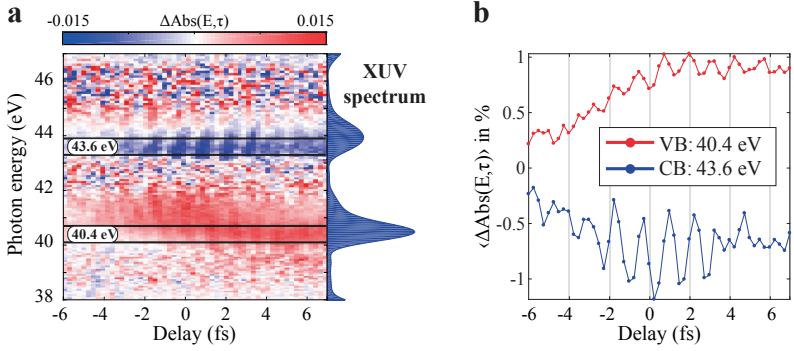 a
-0.015 ΔAbs(E,τ) 0.015
XUV
spectrum
Photon energy (eV)
46
44
43.6 eV
42
40.4 eV
40
38
-6 -4 -2 0 2 4 6
Delay (fs)
b
‹ΔAbs(E,τ)› in %
1
0.5
0
-0.5
-1
VB: 40.4 eV
CB: 43.6 eV
-6 -4 -2 0 2 4 6
Delay (fs)